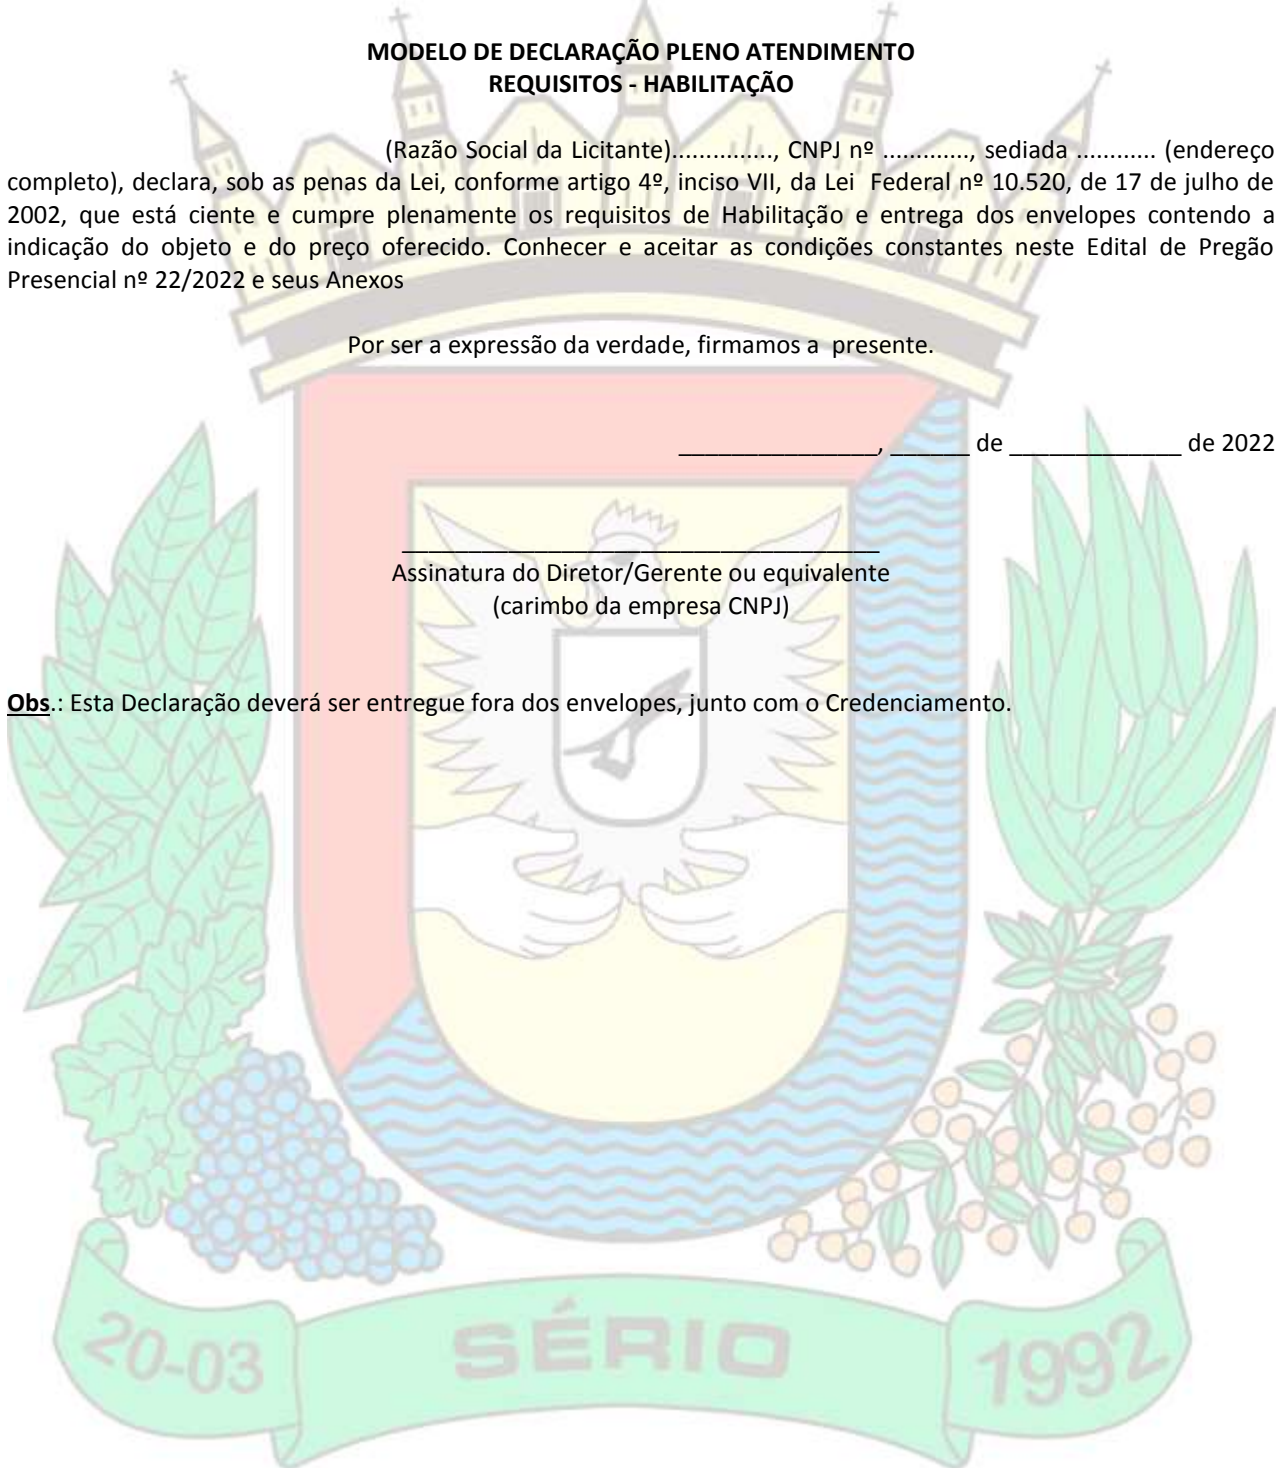 MODELO DE DECLARAÇÃO PLENO ATENDIMENTO
REQUISITOS - HABILITAÇÃO
(Razão Social da Licitante)..............., CNPJ nº ............., sediada ............ (endereço
completo), declara, sob as penas da Lei, conforme artigo 4º, inciso VII, da Lei Federal nº 10.520, de 17 de julho de
2002, que está ciente e cumpre plenamente os requisitos de Habilitação e entrega dos envelopes contendo a
indicação do objeto e do preço oferecido. Conhecer e aceitar as condições constantes neste Edital de Pregão
Presencial nº 22/2022 e seus Anexos
Por ser a expressão da verdade, firmamos a presente.
_______________, ______ de _____________ de 2022
____________________________________
Assinatura do Diretor/Gerente ou equivalente
(carimbo da empresa CNPJ)
Obs.: Esta Declaração deverá ser entregue fora dos envelopes, junto com o Credenciamento.
20-03 SÉRIO 1992